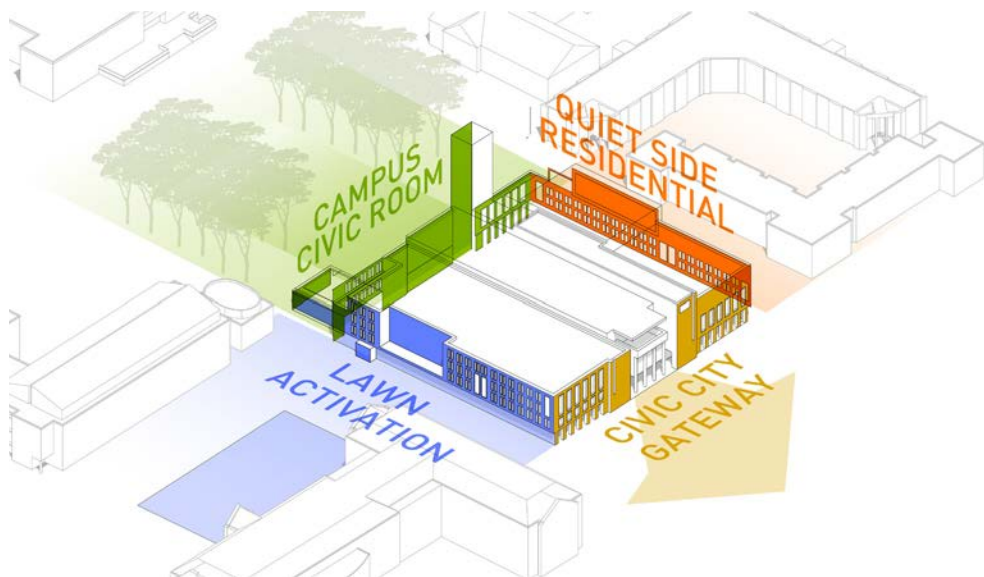 QUIET SIDE
RESIDENTIAL
CAMPUS
CIVIC ROOM
LAWN
ACTIVATION
CIVIC CITY
GATEWAY